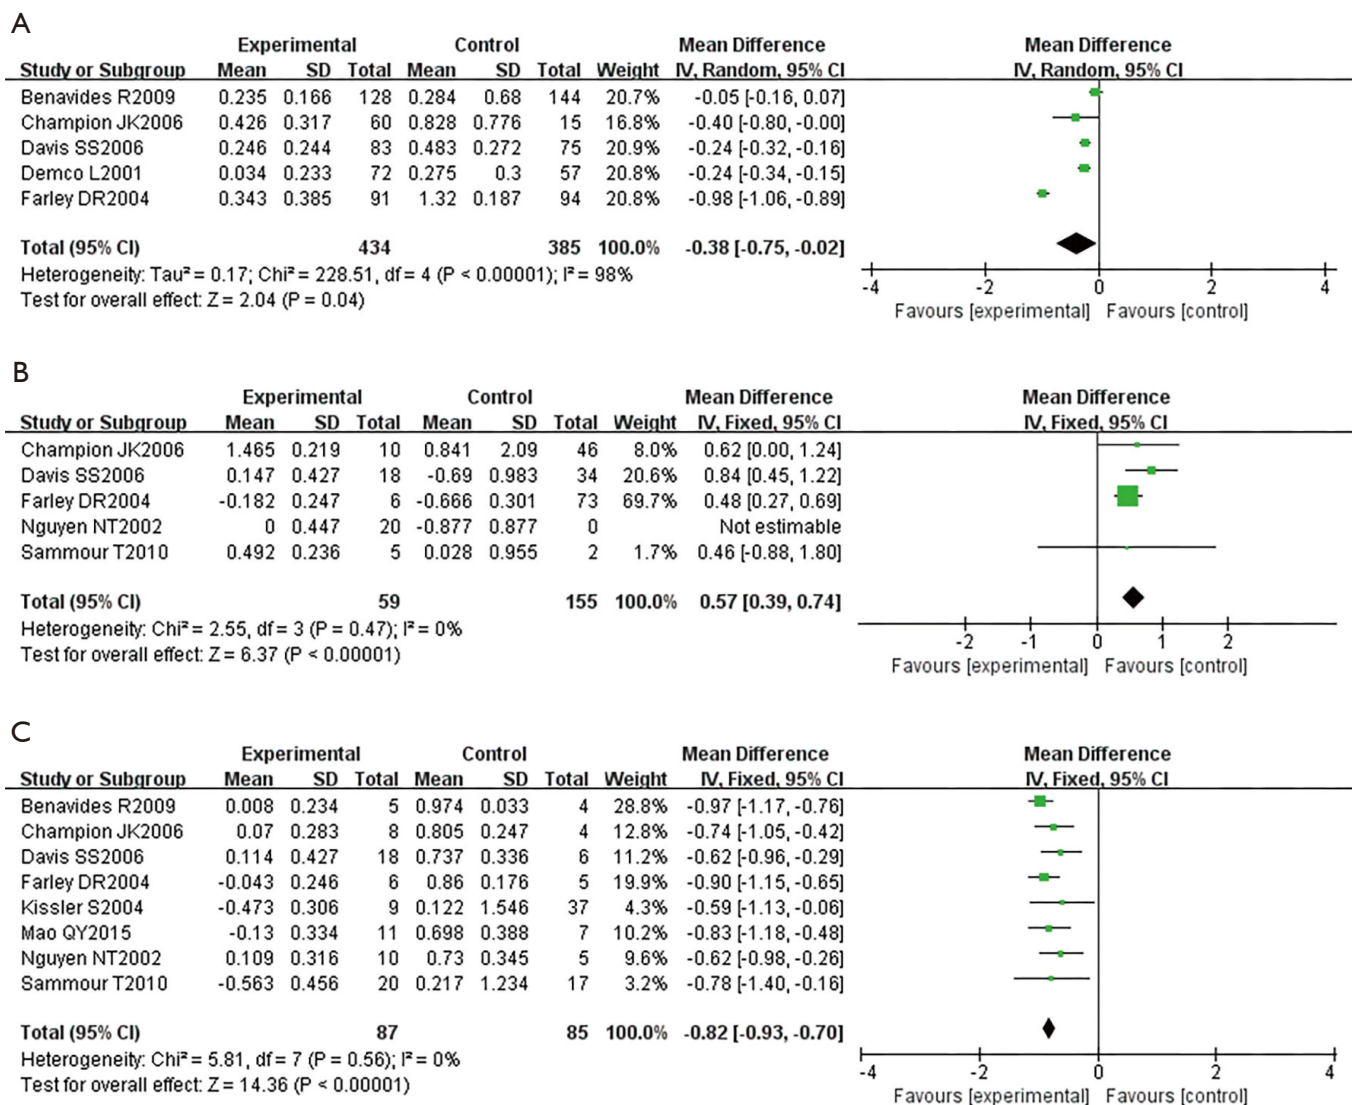 A
Experimental Control Mean Difference Mean Difference
Study or Subgroup Mean SD Total Mean SD Total Weight IV, Random, 95% CI IV, Random, 95% CI
Benavides R2009 0.235 0.166 128 0.284 0.68 144 20.7% -0.05 [-0.16, 0.07]
Champion JK2006 0.426 0.317 60 0.828 0.776 15 16.8% -0.40 [-0.80, -0.00]
Davis SS2006 0.246 0.244 83 0.483 0.272 75 20.9% -0.24 [-0.32, -0.16]
Demco L2001 0.034 0.233 72 0.275 0.3 57 20.8% -0.24 [-0.34, -0.15]
Farley DR2004 0.343 0.385 91 1.32 0.187 94 20.8% -0.98 [-1.06, -0.89]
Total (95% CI) 434 385 100.0% -0.38 [-0.75, -0.02]
Heterogeneity: Tau² = 0.17; Chi² = 228.51, df = 4 (P < 0.00001); I² = 98%
Test for overall effect: Z = 2.04 (P = 0.04)
-4 -2 0 2 4
Favours [experimental] Favours [control]
B
Experimental Control Mean Difference Mean Difference
Study or Subgroup Mean SD Total Mean SD Total Weight IV, Fixed, 95% CI IV, Fixed, 95% CI
Champion JK2006 1.465 0.219 10 0.841 2.09 46 8.0% 0.62 [0.00, 1.24]
Davis SS2006 0.147 0.427 18 -0.69 0.983 34 20.6% 0.84 [0.45, 1.22]
Farley DR2004 -0.182 0.247 6 -0.666 0.301 73 69.7% 0.48 [0.27, 0.69]
Nguyen NT2002 0 0.447 20 -0.877 0.877 0 Not estimable
Sammour T2010 0.492 0.236 5 0.028 0.955 2 1.7% 0.46 [-0.88, 1.80]
Total (95% CI) 59 155 100.0% 0.57 [0.39, 0.74]
Heterogeneity: Chi² = 2.55, df = 3 (P = 0.47); I² = 0%
Test for overall effect: Z = 6.37 (P < 0.00001)
-2 -1 0 1 2
Favours [experimental] Favours [control]
C
Experimental Control Mean Difference Mean Difference
Study or Subgroup Mean SD Total Mean SD Total Weight IV, Fixed, 95% CI IV, Fixed, 95% CI
Benavides R2009 0.008 0.234 5 0.974 0.033 4 28.8% -0.97 [-1.17, -0.76]
Champion JK2006 0.07 0.283 8 0.805 0.247 4 12.8% -0.74 [-1.05, -0.42]
Davis SS2006 0.114 0.427 18 0.737 0.336 6 11.2% -0.62 [-0.96, -0.29]
Farley DR2004 -0.043 0.246 6 0.86 0.176 5 19.9% -0.90 [-1.15, -0.65]
Kissler S2004 -0.473 0.306 9 0.122 1.546 37 4.3% -0.59 [-1.13, -0.06]
Mao QY2015 -0.13 0.334 11 0.698 0.388 7 10.2% -0.83 [-1.18, -0.48]
Nguyen NT2002 0.109 0.316 10 0.73 0.345 5 9.6% -0.62 [-0.98, -0.26]
Sammour T2010 -0.563 0.456 20 0.217 1.234 17 3.2% -0.78 [-1.40, -0.16]
Total (95% CI) 87 85 100.0% -0.82 [-0.93, -0.70]
Heterogeneity: Chi² = 5.81, df = 7 (P = 0.56); I² = 0%
Test for overall effect: Z = 14.36 (P < 0.00001)
-2 -1 0 1 2
Favours [experimental] Favours [control]